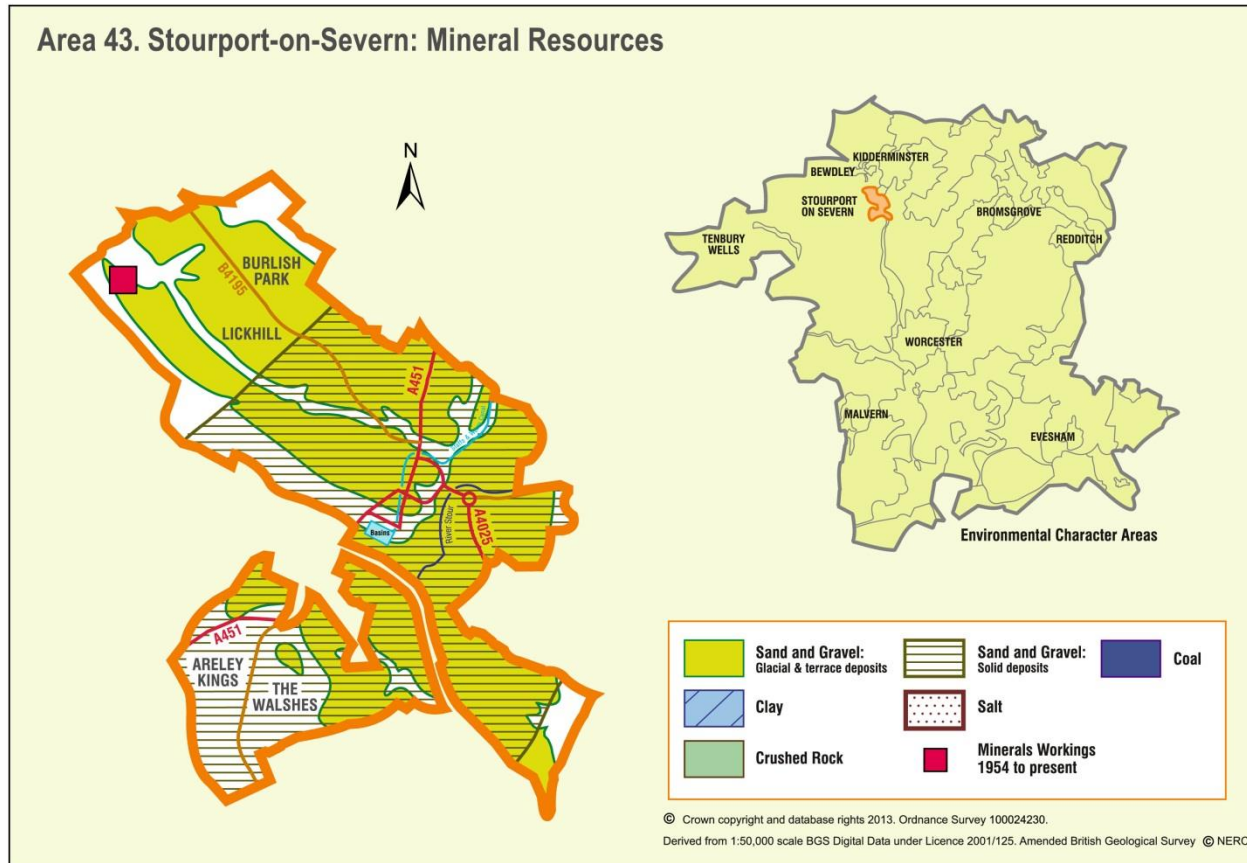 Area 43. Stourport-on-Severn: Mineral Resources
N
BURLISH
PARK
B4195
LICKHILL
A451
Basins
River Stour
A4025
A451
ARELEY
KINGS
THE
WALSHES
KIDDERMINSTER
BEWDLEY
STOURPORT
ON SEVERN
BROMSGROVE
TENBURY
WELLS
REDDITCH
WORCESTER
MALVERN
EVESHAM
Environmental Character Areas
Sand and Gravel:
Glacial & terrace deposits
Sand and Gravel:
Solid deposits
Coal
Clay
Salt
Crushed Rock
Minerals Workings
1954 to present
© Crown copyright and database rights 2013. Ordnance Survey 100024230.
Derived from 1:50,000 scale BGS Digital Data under Licence 2001/125. Amended British Geological Survey © NERC